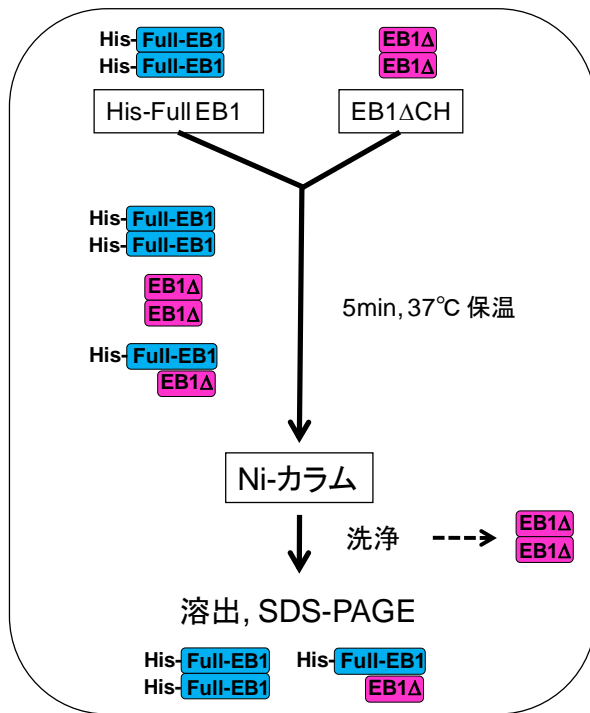 His-Full-EB1
His-Full-EB1
EB1Δ
EB1Δ
His-Full EB1
EB1ΔCH
His-Full-EB1
His-Full-EB1
EB1Δ
EB1Δ
His-Full-EB1
EB1Δ
5min, 37℃ 保温
Ni-カラム
洗浄
EB1Δ
EB1Δ
溶出, SDS-PAGE
His-Full-EB1
His-Full-EB1
His-Full-EB1
EB1Δ